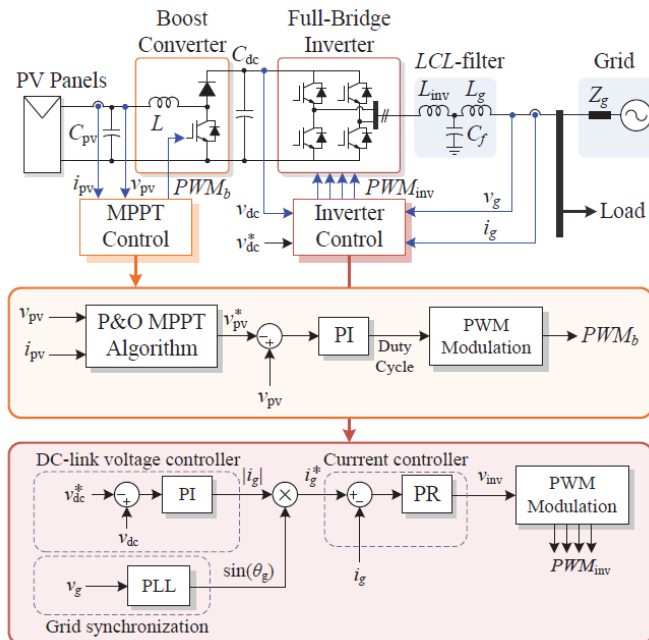 Boost
Converter
Full-Bridge
Inverter
C_dc
LCL-filter
Grid
PV Panels
L_inv
L_g
Z_g
L
C_pv
C_f
i_pv
v_pv
PWM_b
PWM_inv
v_g
Load
MPPT
Control
v_dc
v_dc^*
Inverter
Control
i_g
v_pv
i_pv
P&O MPPT
Algorithm
v_pv^*
−
+
PI
Duty
Cycle
PWM
Modulation
PWM_b
v_pv
DC-link voltage controller
|i_g|
i_g^*
Currrent controller
v_dc^*
−
+
PI
×
+
−
PR
v_inv
PWM
Modulation
v_dc
sin(θ_g)
i_g
PWM_inv
v_g
PLL
Grid synchronization